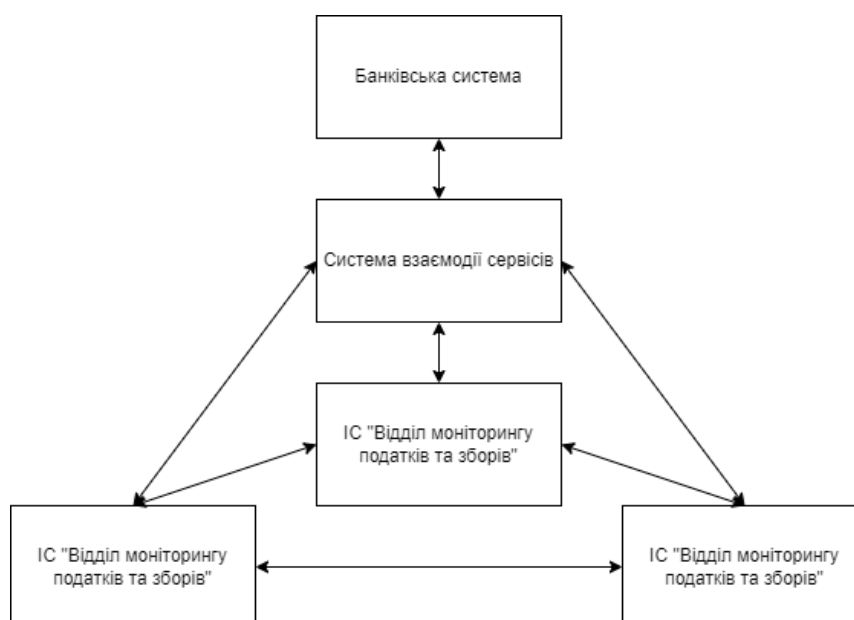 Банківська система
Система взаємодії сервісів
ІС "Відділ моніторингу
податків та зборів"
ІС "Відділ моніторингу
податків та зборів"
ІС "Відділ моніторингу
податків та зборів"